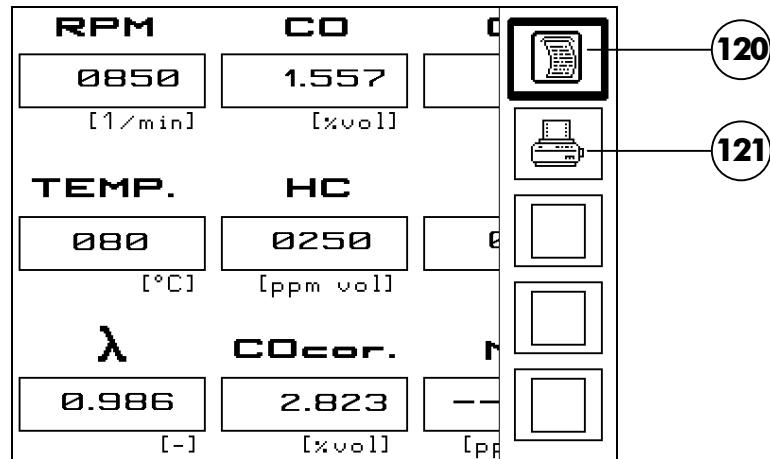 RPM CO
0850 1.557
[1/min] [%vol]
TEMP. HC
080 0250
[°C] [ppm vol]
λ COcor.
0.986 2.823 --
[-] [%vol]
120
121